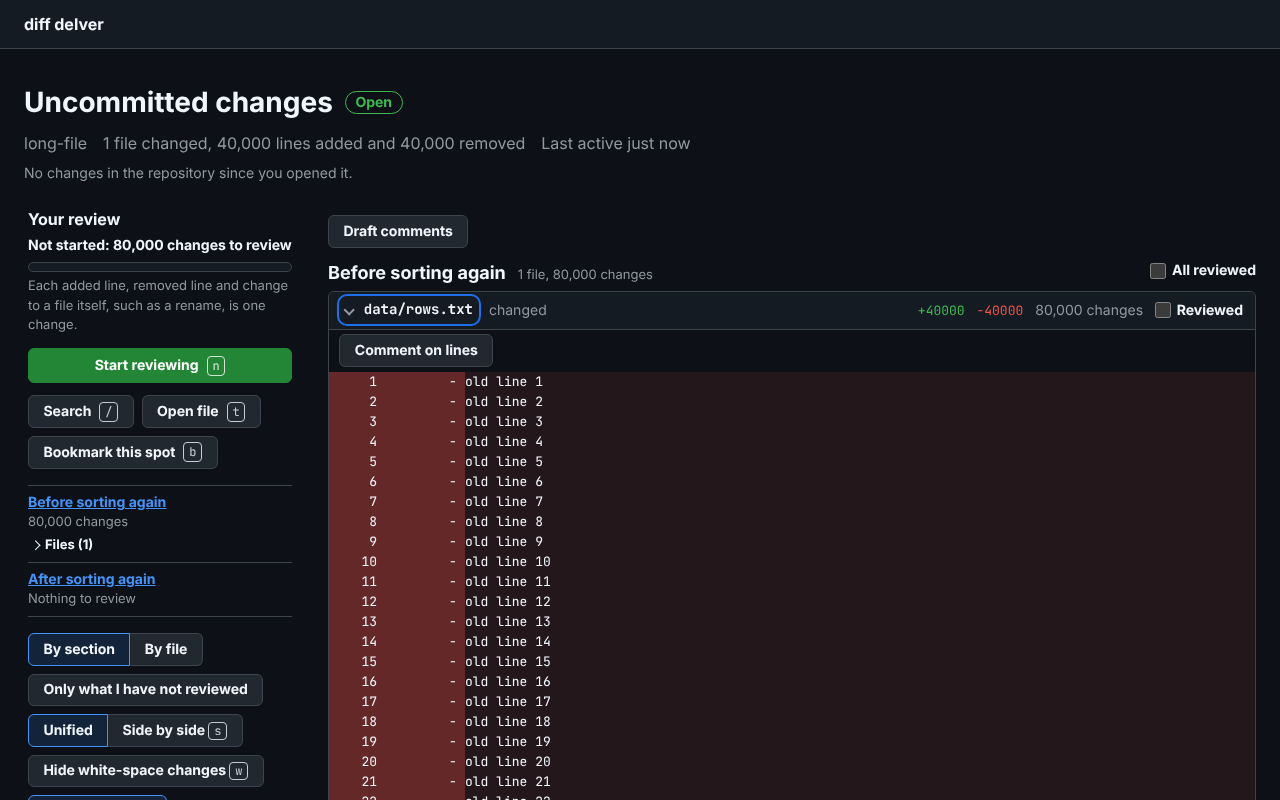 diff delver
Uncommitted changes Open
long-file 1 file changed, 40,000 lines added and 40,000 removed Last active just now
No changes in the repository since you opened it.
Your review
Not started: 80,000 changes to review
Each added line, removed line and change
to a file itself, such as a rename, is one
change.
Start reviewing n
Search / Open file t
Bookmark this spot b
Before sorting again
80,000 changes
Files (1)
After sorting again
Nothing to review
By section By file
Only what I have not reviewed
Unified Side by side s
Hide white-space changes w
Draft comments
Before sorting again 1 file, 80,000 changes All reviewed
data/rows.txt changed +40000 -40000 80,000 changes Reviewed
Comment on lines
1 - old line 1
2 - old line 2
3 - old line 3
4 - old line 4
5 - old line 5
6 - old line 6
7 - old line 7
8 - old line 8
9 - old line 9
10 - old line 10
11 - old line 11
12 - old line 12
13 - old line 13
14 - old line 14
15 - old line 15
16 - old line 16
17 - old line 17
18 - old line 18
19 - old line 19
20 - old line 20
21 - old line 21